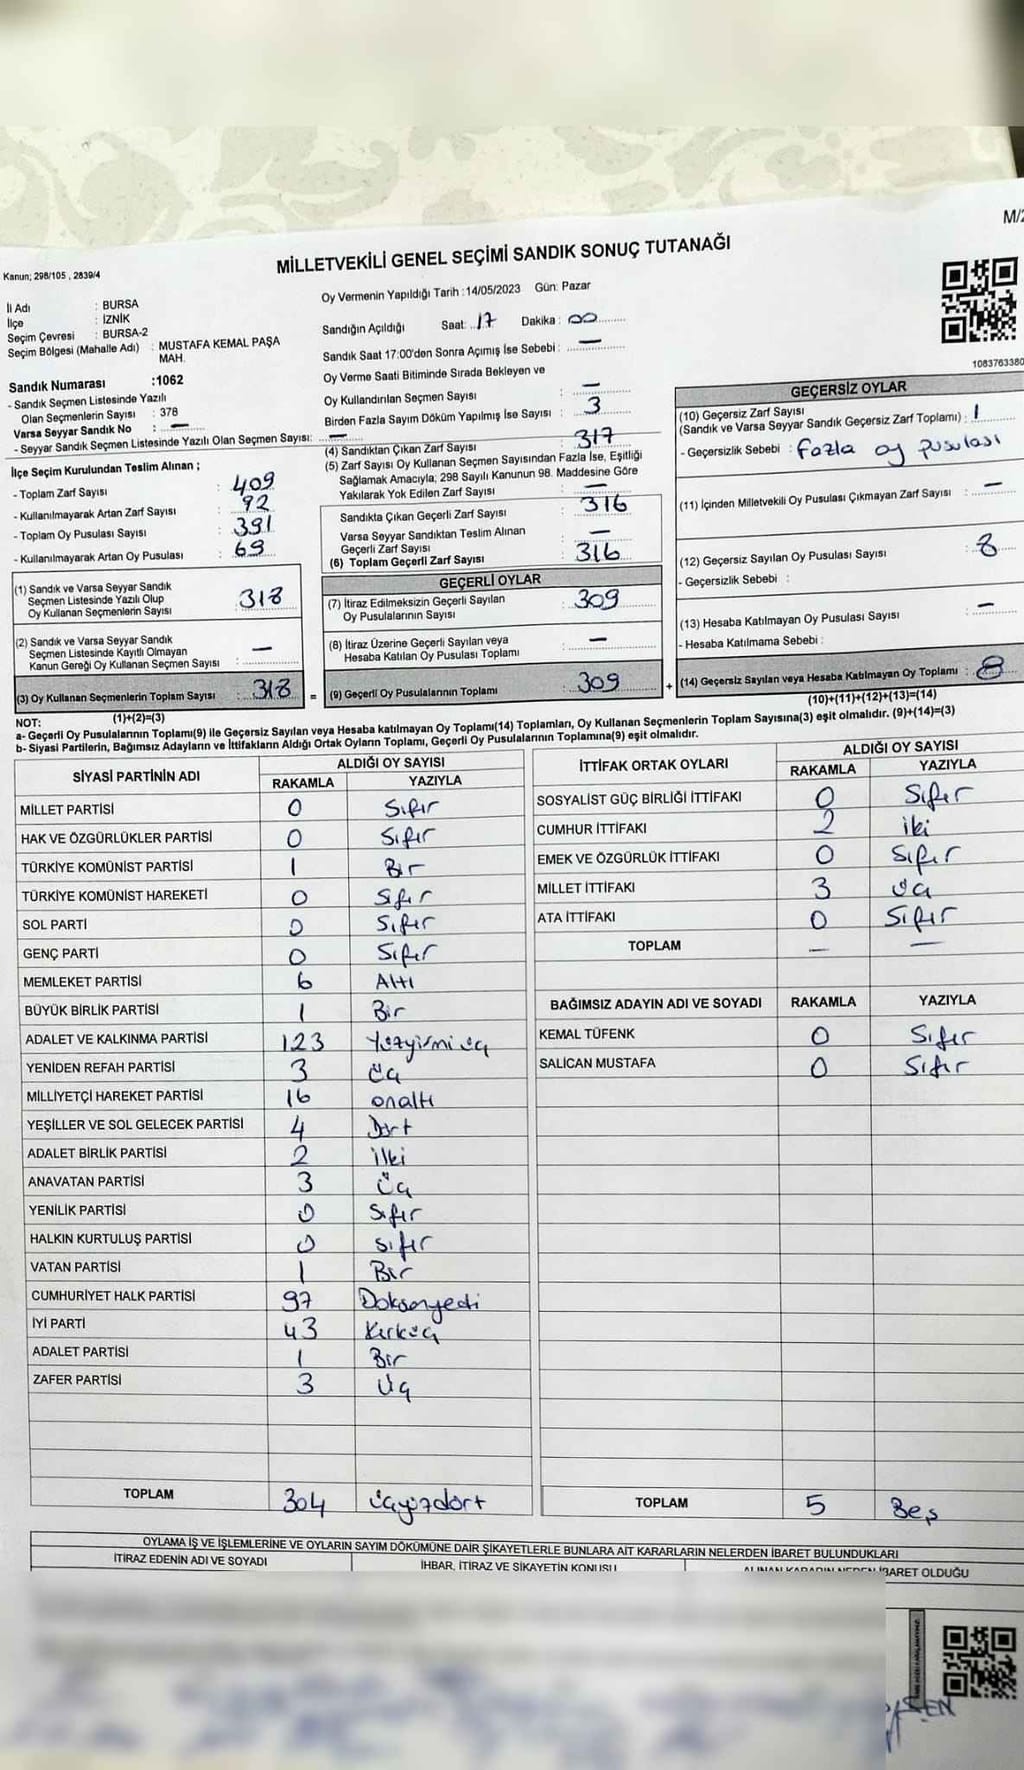 M/2
MİLLETVEKİLİ GENEL SEÇİMİ SANDIK SONUÇ TUTANAĞI
Kanun; 298/105 , 2839/4
İl Adı : BURSA
İlçe : İZNİK
Seçim Çevresi : BURSA-2
Seçim Bölgesi (Mahalle Adı) : MUSTAFA KEMAL PAŞA
MAH.
Sandık Numarası :1062
- Sandık Seçmen Listesinde Yazılı
Olan Seçmenlerin Sayısı : 378
Varsa Seyyar Sandık No : —
- Seyyar Sandık Seçmen Listesinde Yazılı Olan Seçmen Sayısı: —
Oy Vermenin Yapıldığı Tarih :14/05/2023 Gün: Pazar
Sandığın Açıldığı Saat: 17 Dakika : 00
Sandık Saat 17:00'den Sonra Açımış İse Sebebi : —
Oy Verme Saati Bitiminde Sırada Bekleyen ve
Oy Kullandırılan Seçmen Sayısı : —
Birden Fazla Sayım Döküm Yapılmış İse Sayısı : 3
1083763380
İlçe Seçim Kurulundan Teslim Alınan ;
- Toplam Zarf Sayısı : 409
- Kullanılmayarak Artan Zarf Sayısı : 92
- Toplam Oy Pusulası Sayısı : 391
- Kullanılmayarak Artan Oy Pusulası : 69
(1) Sandık ve Varsa Seyyar Sandık
Seçmen Listesinde Yazılı Olup
Oy Kullanan Seçmenlerin Sayısı : 318
(2) Sandık ve Varsa Seyyar Sandık
Seçmen Listesinde Kayıtlı Olmayan
Kanun Gereği Oy Kullanan Seçmen Sayısı : —
(3) Oy Kullanan Seçmenlerin Toplam Sayısı : 318 =
(1)+(2)=(3)
(4) Sandıktan Çıkan Zarf Sayısı : 317
(5) Zarf Sayısı Oy Kullanan Seçmen Sayısından Fazla İse, Eşitliği
Sağlamak Amacıyla; 298 Sayılı Kanunun 98. Maddesine Göre
Yakılarak Yok Edilen Zarf Sayısı : —
Sandıkta Çıkan Geçerli Zarf Sayısı : 316
Varsa Seyyar Sandıktan Teslim Alınan
Geçerli Zarf Sayısı : —
(6) Toplam Geçerli Zarf Sayısı : 316
GEÇERLİ OYLAR
(7) İtiraz Edilmeksizin Geçerli Sayılan
Oy Pusulalarının Sayısı : 309
(8) İtiraz Üzerine Geçerli Sayılan veya
Hesaba Katılan Oy Pusulası Toplamı : —
(9) Geçerli Oy Pusulalarının Toplamı : 309 +
GEÇERSİZ OYLAR
(10) Geçersiz Zarf Sayısı
(Sandık ve Varsa Seyyar Sandık Geçersiz Zarf Toplamı) : 1
- Geçersizlik Sebebi : Fazla oy pusulası
(11) İçinden Milletvekili Oy Pusulası Çıkmayan Zarf Sayısı : —
(12) Geçersiz Sayılan Oy Pusulası Sayısı : 8
- Geçersizlik Sebebi :
(13) Hesaba Katılmayan Oy Pusulası Sayısı : —
- Hesaba Katılmama Sebebi :
(14) Geçersiz Sayılan veya Hesaba Katılmayan Oy Toplamı : 8
(10)+(11)+(12)+(13)=(14)
NOT:
a- Geçerli Oy Pusulalarının Toplamı(9) ile Geçersiz Sayılan veya Hesaba katılmayan Oy Toplamı(14) Toplamları, Oy Kullanan Seçmenlerin Toplam Sayısına(3) eşit olmalıdır. (9)+(14)=(3)
b- Siyasi Partilerin, Bağımsız Adayların ve İttifakların Aldığı Ortak Oyların Toplamı, Geçerli Oy Pusulalarının Toplamına(9) eşit olmalıdır.
SİYASİ PARTİNİN ADI ALDIĞI OY SAYISI
RAKAMLA YAZIYLA
MİLLET PARTİSİ 0 Sıfır
HAK VE ÖZGÜRLÜKLER PARTİSİ 0 Sıfır
TÜRKİYE KOMÜNİST PARTİSİ 1 Bir
TÜRKİYE KOMÜNİST HAREKETİ 0 Sıfır
SOL PARTİ 0 Sıfır
GENÇ PARTİ 0 Sıfır
MEMLEKET PARTİSİ 6 Altı
BÜYÜK BİRLİK PARTİSİ 1 Bir
ADALET VE KALKINMA PARTİSİ 123 Yüzyirmi üç
YENİDEN REFAH PARTİSİ 3 Üç
MİLLİYETÇİ HAREKET PARTİSİ 16 onaltı
YEŞİLLER VE SOL GELECEK PARTİSİ 4 Dört
ADALET BİRLİK PARTİSİ 2 İki
ANAVATAN PARTİSİ 3 Üç
YENİLİK PARTİSİ 0 Sıfır
HALKIN KURTULUŞ PARTİSİ 0 sıfır
VATAN PARTİSİ 1 Bir
CUMHURİYET HALK PARTİSİ 97 Doksanyedi
İYİ PARTİ 43 Kırküç
ADALET PARTİSİ 1 Bir
ZAFER PARTİSİ 3 Üç
TOPLAM 304 üçyüzdört
İTTİFAK ORTAK OYLARI ALDIĞI OY SAYISI
RAKAMLA YAZIYLA
SOSYALİST GÜÇ BİRLİĞİ İTTİFAKI 0 Sıfır
CUMHUR İTTİFAKI 2 iki
EMEK VE ÖZGÜRLÜK İTTİFAKI 0 Sıfır
MİLLET İTTİFAKI 3 üç
ATA İTTİFAKI 0 Sıfır
TOPLAM — —
BAĞIMSIZ ADAYIN ADI VE SOYADI RAKAMLA YAZIYLA
KEMAL TÜFENK 0 Sıfır
SALİCAN MUSTAFA 0 Sıfır
TOPLAM 5 Beş
OYLAMA İŞ VE İŞLEMLERİNE VE OYLARIN SAYIM DÖKÜMÜNE DAİR ŞİKAYETLERLE BUNLARA AİT KARARLARIN NELERDEN İBARET BULUNDUKLARI
İTİRAZ EDENİN ADI VE SOYADI İHBAR, İTİRAZ VE ŞİKAYETİN KONUSU ALINAN KARARIN NEDEN İBARET OLDUĞU